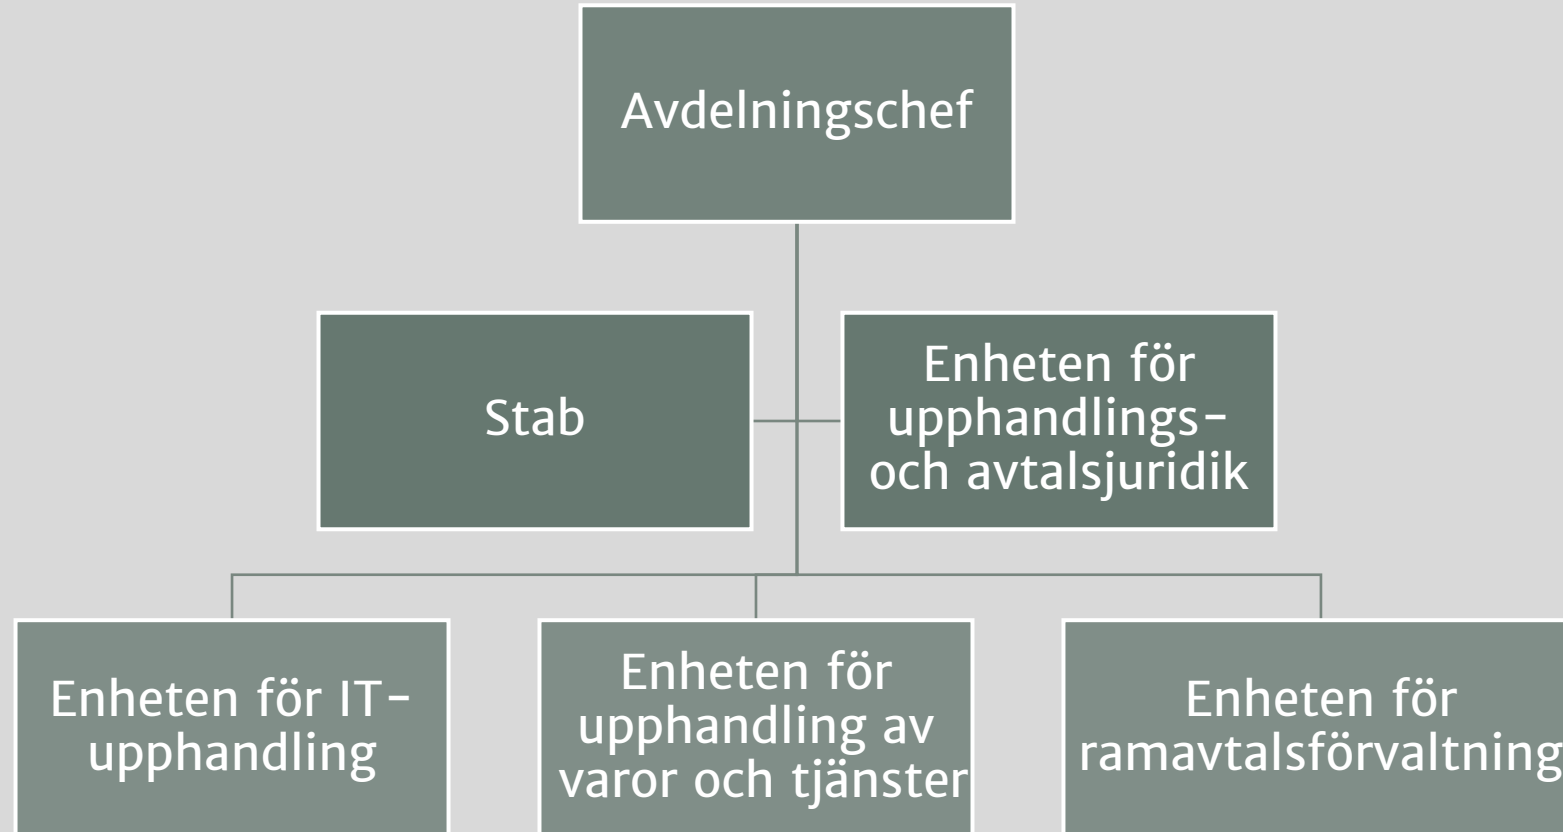 Avdelningschef
Stab
Enheten för
upphandlings-
och avtalsjuridik
Enheten för IT-
upphandling
Enheten för
upphandling av
varor och tjänster
Enheten för
ramavtalsförvaltning